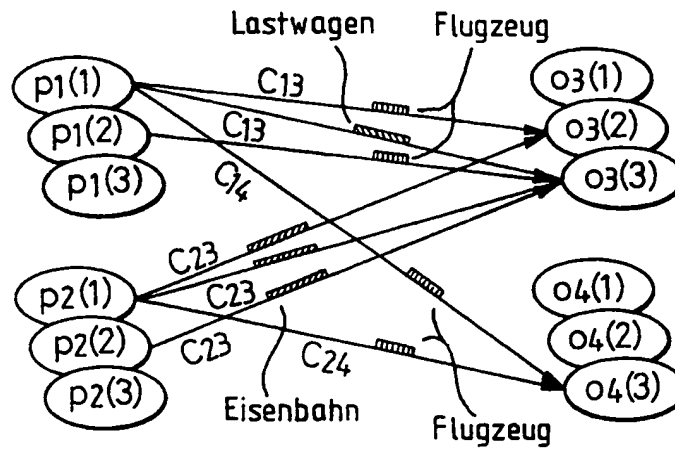 Lastwagen
Flugzeug
p1(1)
C13
o3(1)
p1(2)
C13
o3(2)
p1(3)
C14
o3(3)
C23
p2(1)
C23
o4(1)
p2(2)
C23
C24
o4(2)
p2(3)
o4(3)
Eisenbahn
Flugzeug